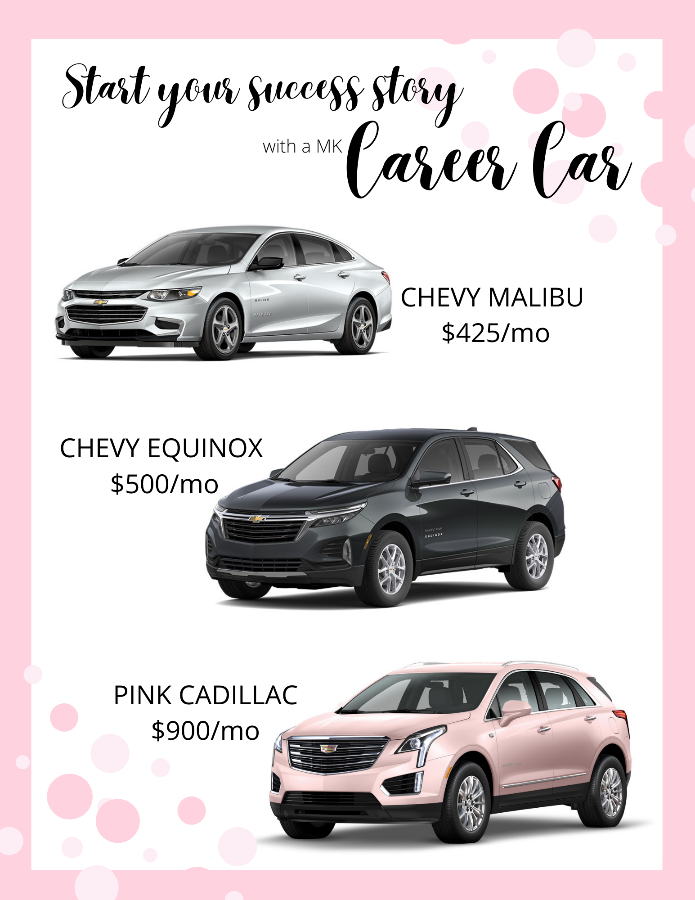 Start your success story
with a MK Career Car
CHEVY MALIBU
$425/mo
CHEVY EQUINOX
$500/mo
PINK CADILLAC
$900/mo